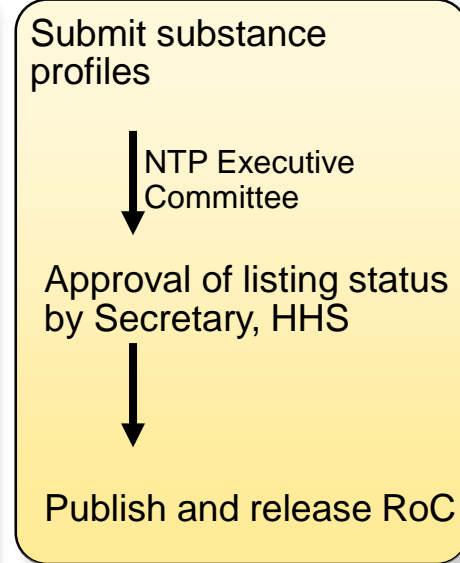 Submit substance
profiles
NTP Executive
Committee
Approval of listing status
by Secretary, HHS
Publish and release RoC